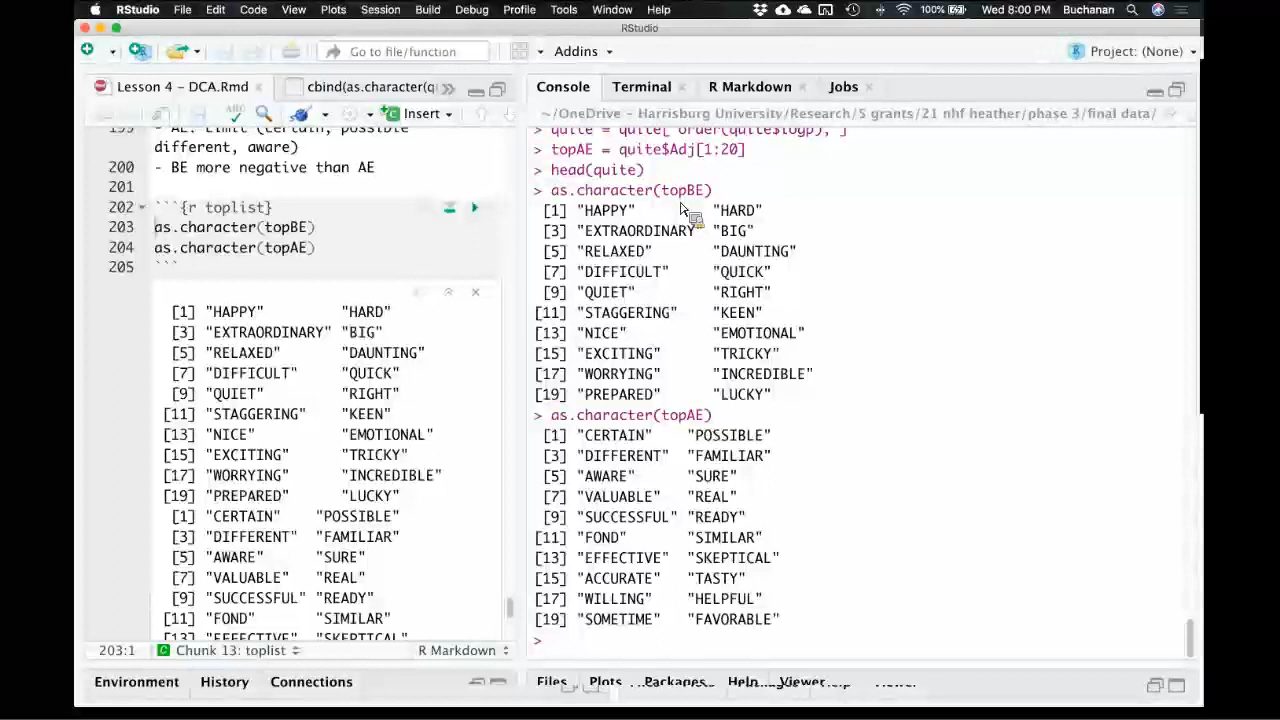 RStudio File Edit Code View Plots Session Build Debug Profile Tools Window Help 100% Wed 8:00 PM Buchanan
RStudio
Go to file/function Addins Project: (None)
Lesson 4 - DCA.Rmd cbind(as.character(q
Insert
different, aware)
200 - BE more negative than AE
201
202 ```{r toplist}
203 as.character(topBE)
204 as.character(topAE)
205 ```
[1] "HAPPY" "HARD"
[3] "EXTRAORDINARY" "BIG"
[5] "RELAXED" "DAUNTING"
[7] "DIFFICULT" "QUICK"
[9] "QUIET" "RIGHT"
[11] "STAGGERING" "KEEN"
[13] "NICE" "EMOTIONAL"
[15] "EXCITING" "TRICKY"
[17] "WORRYING" "INCREDIBLE"
[19] "PREPARED" "LUCKY"
[1] "CERTAIN" "POSSIBLE"
[3] "DIFFERENT" "FAMILIAR"
[5] "AWARE" "SURE"
[7] "VALUABLE" "REAL"
[9] "SUCCESSFUL" "READY"
[11] "FOND" "SIMILAR"
[13] "EFFECTIVE" "SKEPTICAL"
203:1 Chunk 13: toplist R Markdown
Environment History Connections
Console Terminal R Markdown Jobs
~/OneDrive - Harrisburg University/Research/S grants/21 nhf heather/phase 3/final data/
> quite = quite[ order(quite$logp), ]
> topAE = quite$Adj[1:20]
> head(quite)
> as.character(topBE)
[1] "HAPPY" "HARD"
[3] "EXTRAORDINARY" "BIG"
[5] "RELAXED" "DAUNTING"
[7] "DIFFICULT" "QUICK"
[9] "QUIET" "RIGHT"
[11] "STAGGERING" "KEEN"
[13] "NICE" "EMOTIONAL"
[15] "EXCITING" "TRICKY"
[17] "WORRYING" "INCREDIBLE"
[19] "PREPARED" "LUCKY"
> as.character(topAE)
[1] "CERTAIN" "POSSIBLE"
[3] "DIFFERENT" "FAMILIAR"
[5] "AWARE" "SURE"
[7] "VALUABLE" "REAL"
[9] "SUCCESSFUL" "READY"
[11] "FOND" "SIMILAR"
[13] "EFFECTIVE" "SKEPTICAL"
[15] "ACCURATE" "TASTY"
[17] "WILLING" "HELPFUL"
[19] "SOMETIME" "FAVORABLE"
>
Files Plots Packages Help Viewer